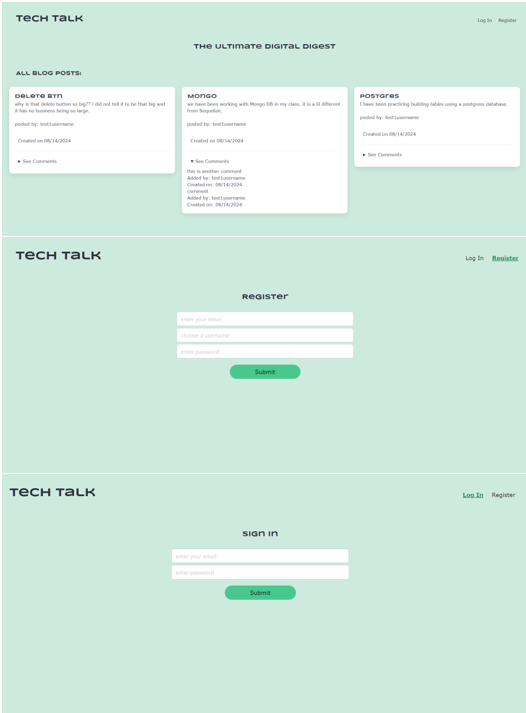 Tech Talk
Log In Register
The Ultimate Digital Digest
All Blog Posts:
Delete Btn
why is that delete button so big?? i did not tell it to be that big and
it has no business being so large.
posted by: test1username
Created on 08/14/2024
▶ See Comments
Mongo
we have been working with Mongo DB in my class, it is a lil different
from Sequelize.
posted by: test1username
Created on 08/14/2024
▼ See Comments
this is another comment
Added by: test1username
Created on: 08/14/2024
comment
Added by: test1username
Created on: 08/14/2024
Postgres
I have been practicing building tables using a postgres database.
posted by: test1username
Created on 08/14/2024
▶ See Comments
Tech Talk
Log In Register
Register
enter your email
choose a username
enter password
Submit
Tech Talk
Log In Register
Sign In
enter your email
enter password
Submit